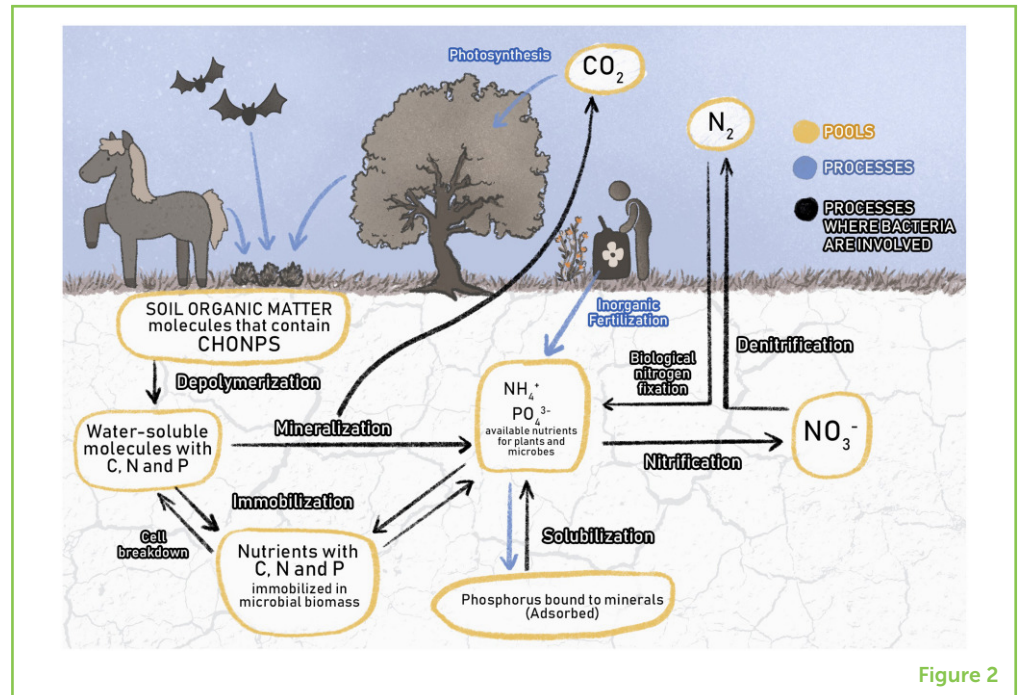 Photosynthesis
CO₂
N₂
POOLS
PROCESSES
PROCESSES
WHERE BACTERIA
ARE INVOLVED
SOIL ORGANIC MATTER
molecules that contain
CHONPS
Inorganic
Fertilization
Depolymerization
Biological
nitrogen
fixation
Denitrification
NH₄⁺
PO₄³⁻
available nutrients
for plants and
microbes
Water-soluble
molecules with
C, N and P
Mineralization
NO₃⁻
Nitrification
Immobilization
Cell
breakdown
Solubilization
Nutrients with
C, N and P
immobilized in
microbial biomass
Phosphorus bound to minerals
(Adsorbed)
Figure 2